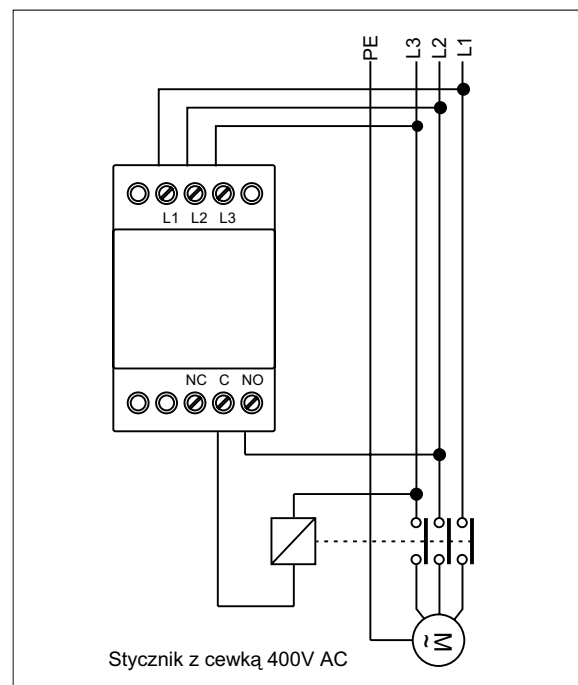 PE L3 L2 L1
L1 L2 L3
NC C NO
M
~
Stycznik z cewką 400V AC